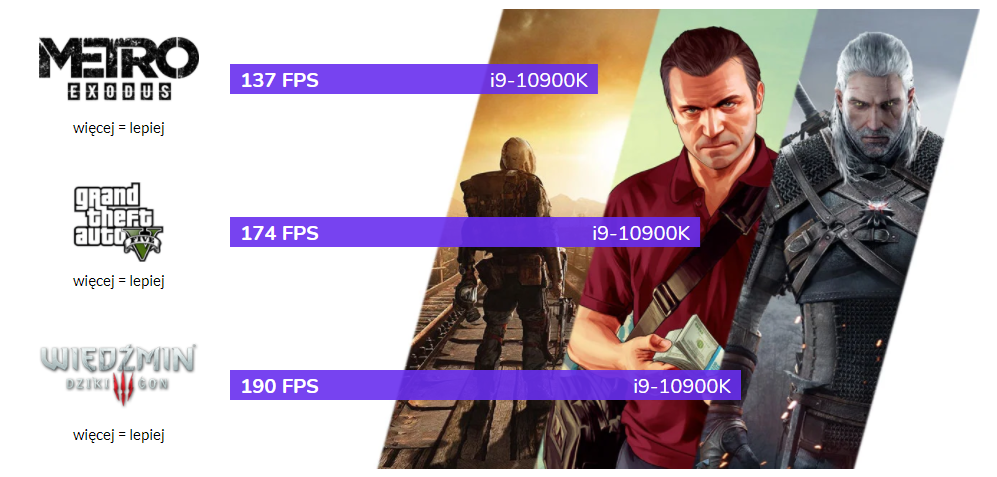 METRO
EXODUS
137 FPS i9-10900K
więcej = lepiej
grand
theft
auto V
FIVE
174 FPS i9-10900K
więcej = lepiej
WIEDŹMIN
DZIKI III GON
190 FPS i9-10900K
więcej = lepiej